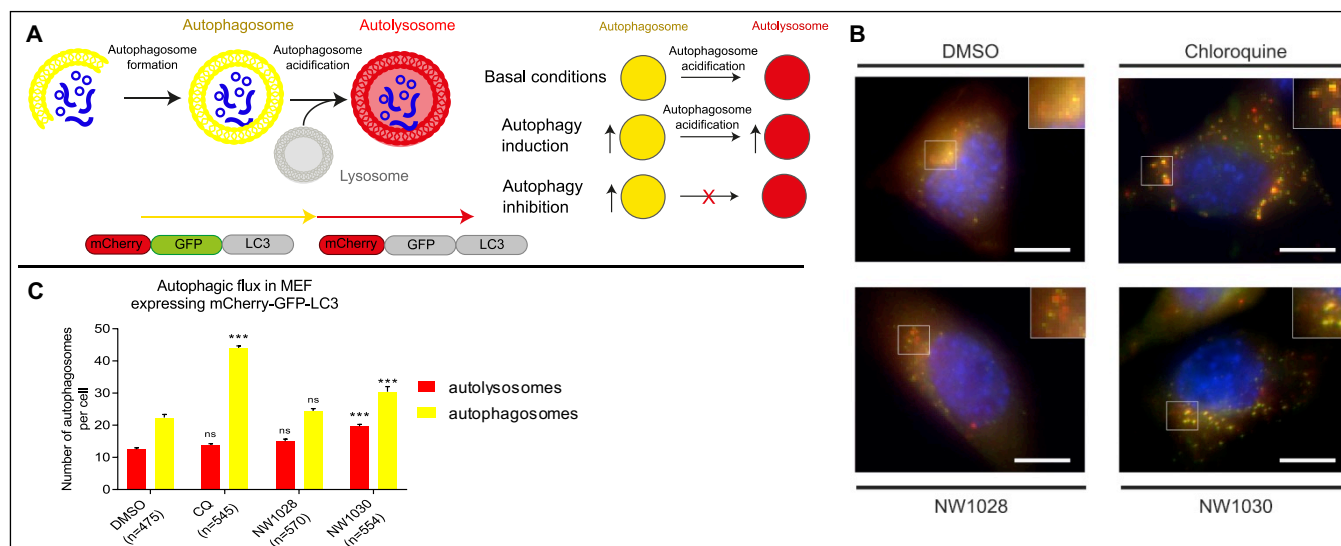 A
Autophagosome
Autolysosome
Autophagosome
formation
Autophagosome
acidification
Lysosome
mCherry
GFP
LC3
mCherry
GFP
LC3
Autophagosome
Autolysosome
Basal conditions
Autophagosome
acidification
Autophagy
induction
Autophagosome
acidification
Autophagy
inhibition
X
B
DMSO
Chloroquine
NW1028
NW1030
C
Autophagic flux in MEF
expressing mCherry-GFP-LC3
Number of autophagosomes
per cell
50
40
30
20
10
0
ns
***
ns
ns
***
***
DMSO
(n=475)
CQ
(n=545)
NW1028
(n=570)
NW1030
(n=554)
autolysosomes
autophagosomes